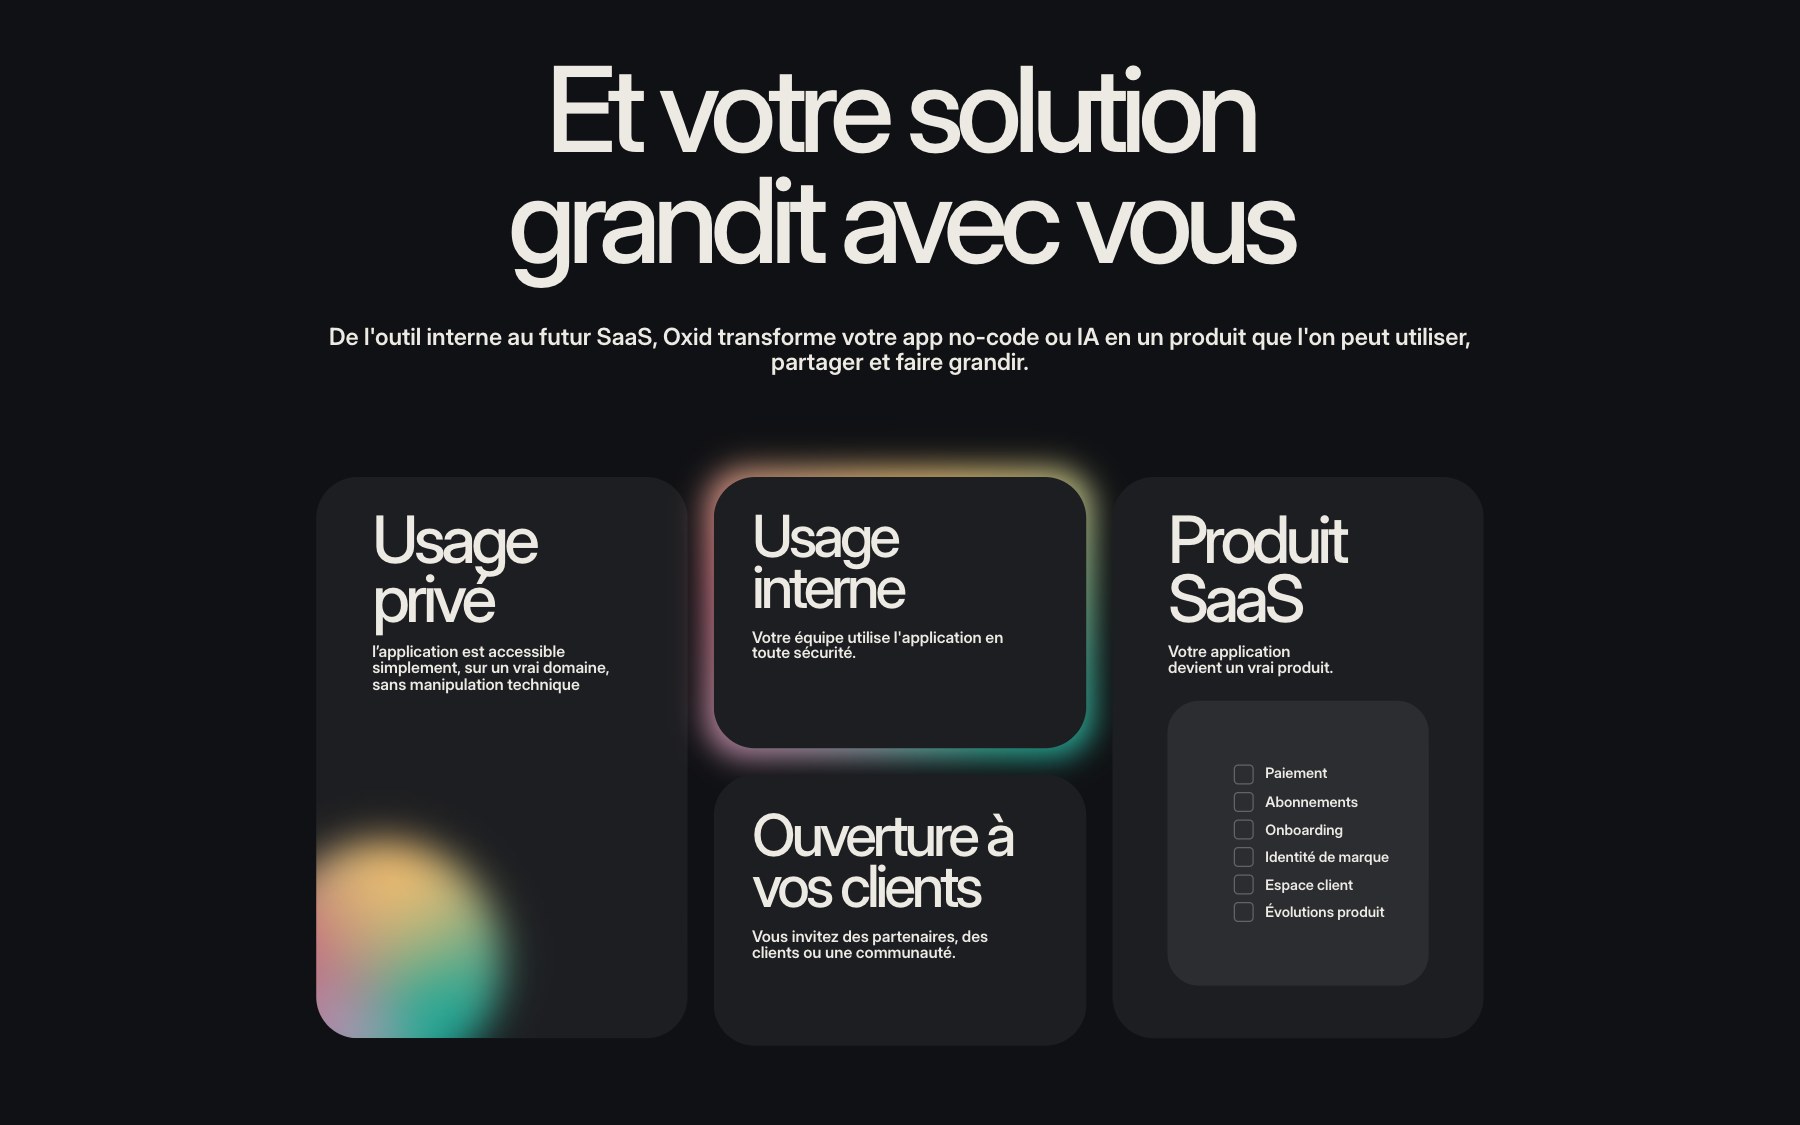 Et votre solution
grandit avec vous
De l'outil interne au futur SaaS, Oxid transforme votre app no-code ou IA en un produit que l'on peut utiliser,
partager et faire grandir.
Usage
privé
l’application est accessible
simplement, sur un vrai domaine,
sans manipulation technique
Usage
interne
Votre équipe utilise l'application en
toute sécurité.
Ouverture à
vos clients
Vous invitez des partenaires, des
clients ou une communauté.
Produit
SaaS
Votre application
devient un vrai produit.
Paiement
Abonnements
Onboarding
Identité de marque
Espace client
Évolutions produit